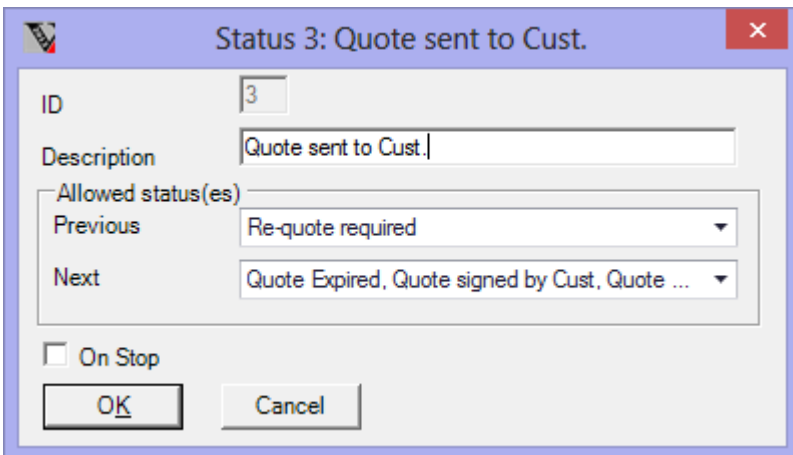 Status 3: Quote sent to Cust.
ID 3
Description Quote sent to Cust.
Allowed status(es)
Previous Re-quote required
Next Quote Expired, Quote signed by Cust, Quote ...
On Stop
OK Cancel